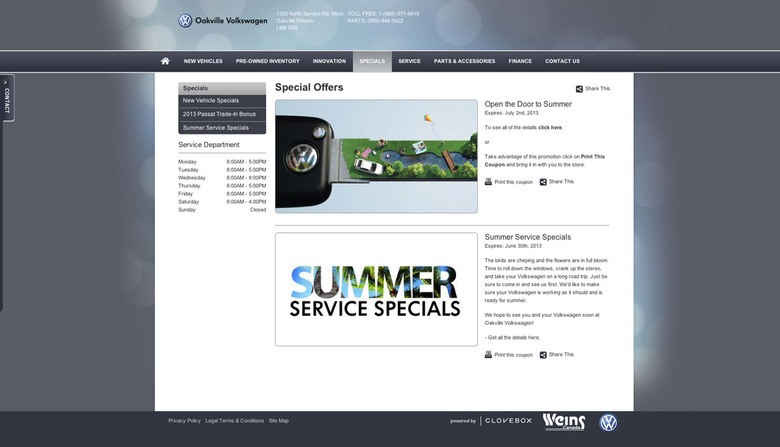 Oakville Volkswagen
1355 North Service Rd. West
Oakville Ontario
L6M 2W2
TOLL FREE: 1-(866)-577-9419
PARTS: (905)-844-5422
NEW VEHICLES
PRE-OWNED INVENTORY
INNOVATION
SPECIALS
SERVICE
PARTS & ACCESSORIES
FINANCE
CONTACT US
> CONTACT
Specials
New Vehicle Specials
2013 Passat Trade-In Bonus
Summer Service Specials
Service Department
Monday 8:00AM - 5:00PM
Tuesday 8:00AM - 5:00PM
Wednesday 8:00AM - 8:00PM
Thursday 8:00AM - 5:00PM
Friday 8:00AM - 5:00PM
Saturday 8:00AM - 4:00PM
Sunday Closed
Special Offers
Share This
Open the Door to Summer
Expires: July 2nd, 2013
To see all of the details click here.
or
Take advantage of this promotion click on Print This
Coupon and bring it in with you to the store.
Print this coupon
Share This
SUMMER
SERVICE SPECIALS
Summer Service Specials
Expires: June 30th, 2013
The birds are chirping and the flowers are in full bloom.
Time to roll down the windows, crank up the stereo,
and take your Volkswagen on a long road trip. Just be
sure to come in and see us first. We'd like to make
sure your Volkswagen is working as it should and is
ready for summer.
We hope to see you and your Volkswagen soon at
Oakville Volkswagen!
- Get all the details here.
Print this coupon
Share This
Privacy Policy
Legal Terms & Conditions
Site Map
powered by
GLOVEBOX
Weins
Canada